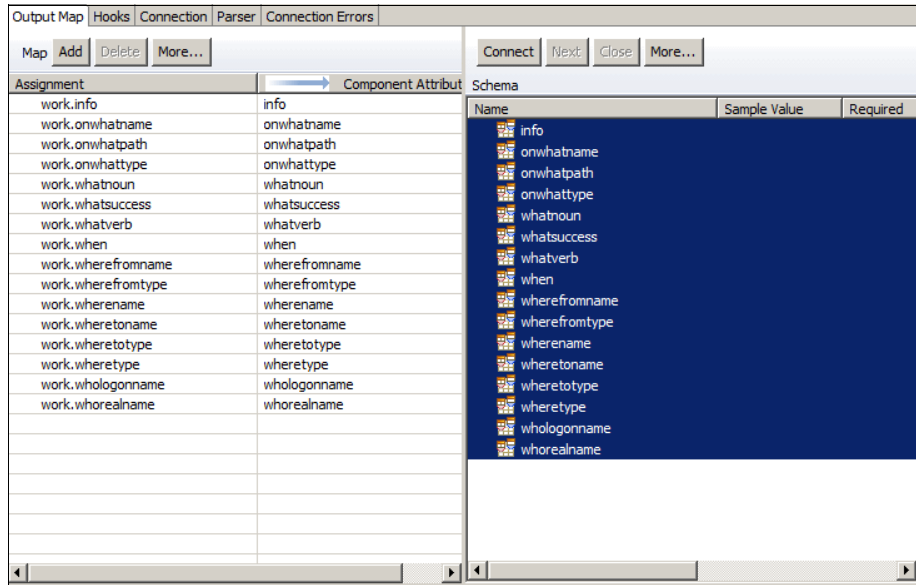 Output Map Hooks Connection Parser Connection Errors
Map Add Delete More...
Connect Next Close More...
Assignment Component Attribut
work.info info
work.onwhatname onwhatname
work.onwhatpath onwhatpath
work.onwhattype onwhattype
work.whatnoun whatnoun
work.whatsuccess whatsuccess
work.whatverb whatverb
work.when when
work.wherefromname wherefromname
work.wherefromtype wherefromtype
work.wherename wherename
work.wheretoname wheretoname
work.wheretotype wheretotype
work.wheretype wheretype
work.whologonname whologonname
work.whorealname whorealname
Schema
Name Sample Value Required
info
onwhatname
onwhatpath
onwhattype
whatnoun
whatsuccess
whatverb
when
wherefromname
wherefromtype
wherename
wheretoname
wheretotype
wheretype
whologonname
whorealname